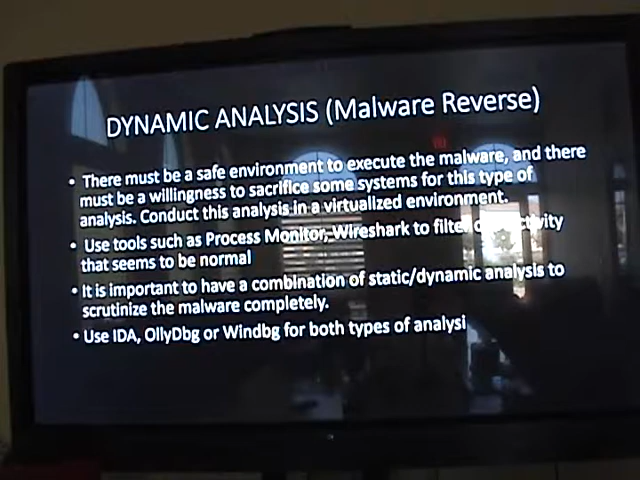 DYNAMIC ANALYSIS (Malware Reverse)
• There must be a safe environment to execute the malware, and there
must be a willingness to sacrifice some systems for this type of
analysis. Conduct this analysis in a virtualized environment.
• Use tools such as Process Monitor, Wireshark to filter
that seems to be normal
• It is important to have a combination of static/dynamic analysis to
scrutinize the malware completely.
• Use IDA, OllyDbg or Windbg for both types of analysi